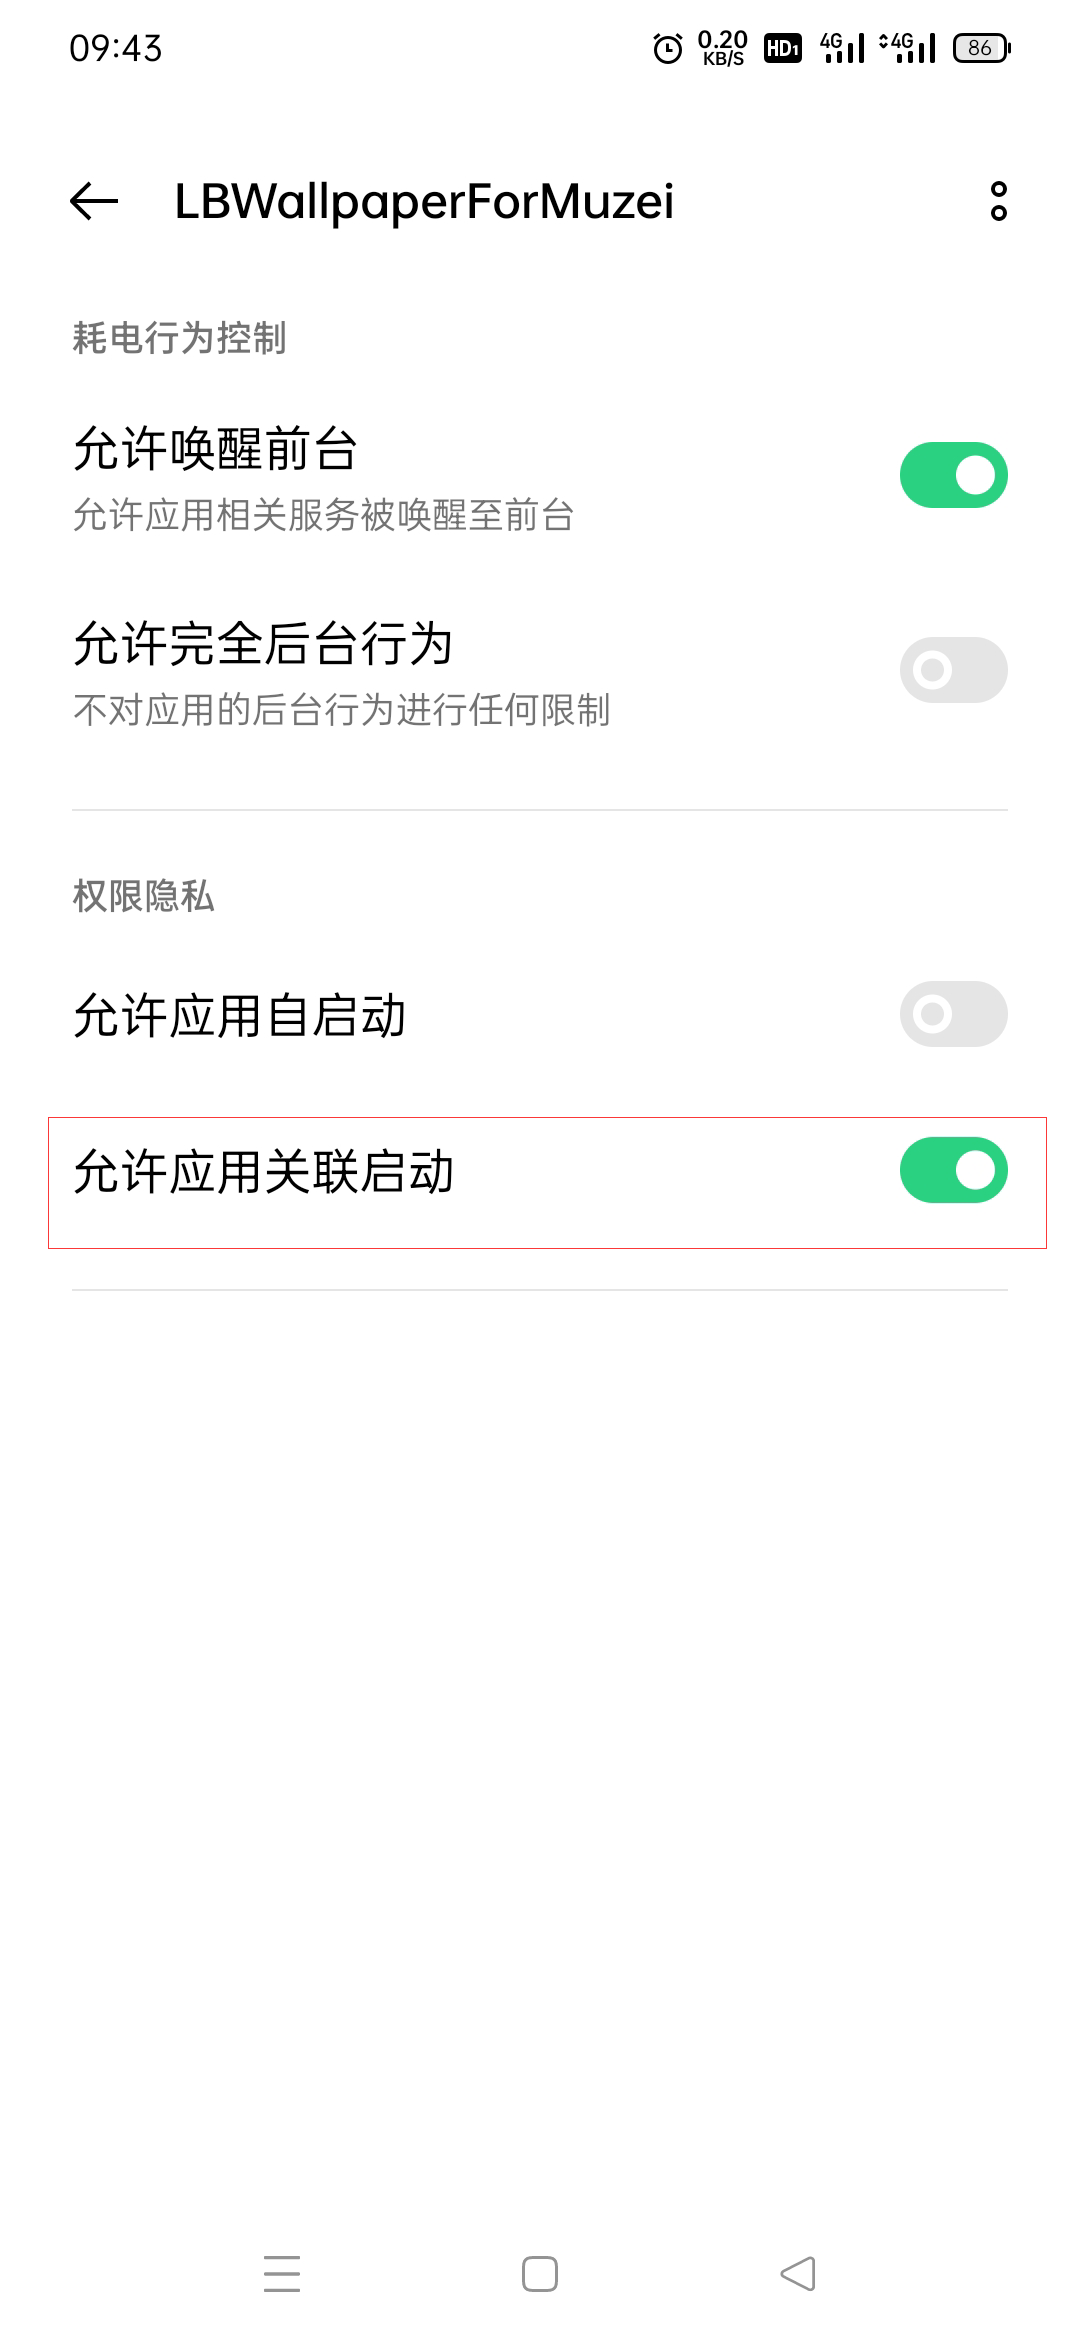 09:43
0.20 KB/S HD1 4G 4G 86
LBWallpaperForMuzei
耗电行为控制
允许唤醒前台
允许应用相关服务被唤醒至前台
允许完全后台行为
不对应用的后台行为进行任何限制
权限隐私
允许应用自启动
允许应用关联启动